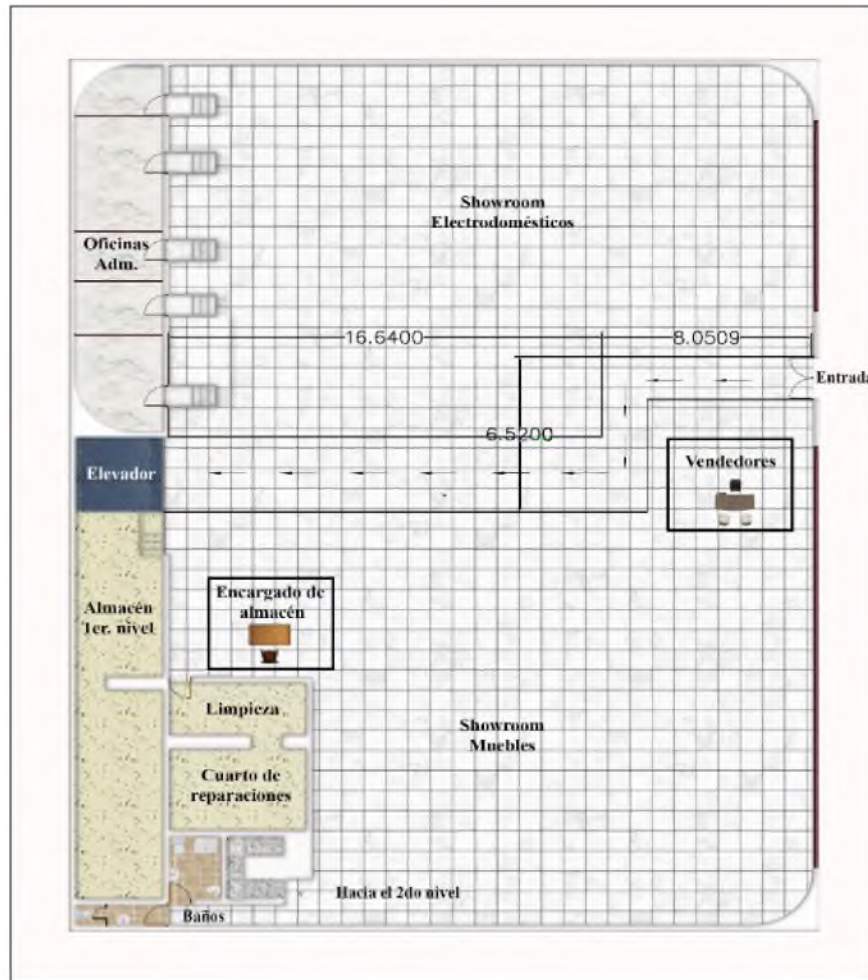 Showroom
Electrodomésticos
Oficinas
Adm.
16.6400
8.0509
Entrada
6.5200
Elevador
Vendedores
Encargado de
almacén
Almacén
1er. nivel
Limpieza
Showroom
Muebles
Cuarto de
reparaciones
Hacia el 2do nivel
Baños